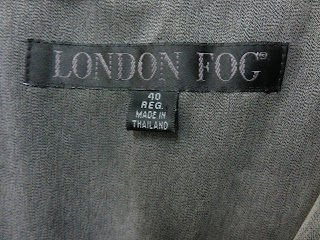 LONDON FOG®
40
REG.
MADE IN
THAILAND